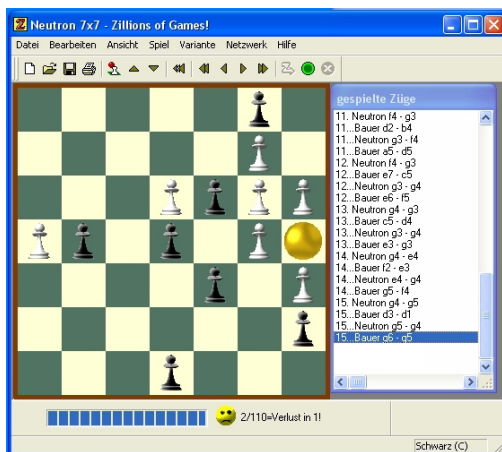 Neutron 7x7 - Zillions of Games!
Datei Bearbeiten Ansicht Spiel Variante Netzwerk Hilfe
gespielte Züge
11. Neutron f4 - g3
11...Bauer d2 - b4
11...Neutron g3 - f4
11...Bauer a5 - d5
12. Neutron f4 - g3
12...Bauer e7 - c5
12...Neutron g3 - g4
12...Bauer e6 - f5
13. Neutron g4 - g3
13...Bauer c5 - d4
13...Neutron g3 - g4
13...Bauer e3 - g3
14. Neutron g4 - e4
14...Bauer f2 - e3
14...Neutron e4 - g4
14...Bauer g5 - f4
15. Neutron g4 - g5
15...Bauer d3 - d1
15...Neutron g5 - g4
15...Bauer g6 - g5
2/110=Verlust in 1!
Schwarz (C)